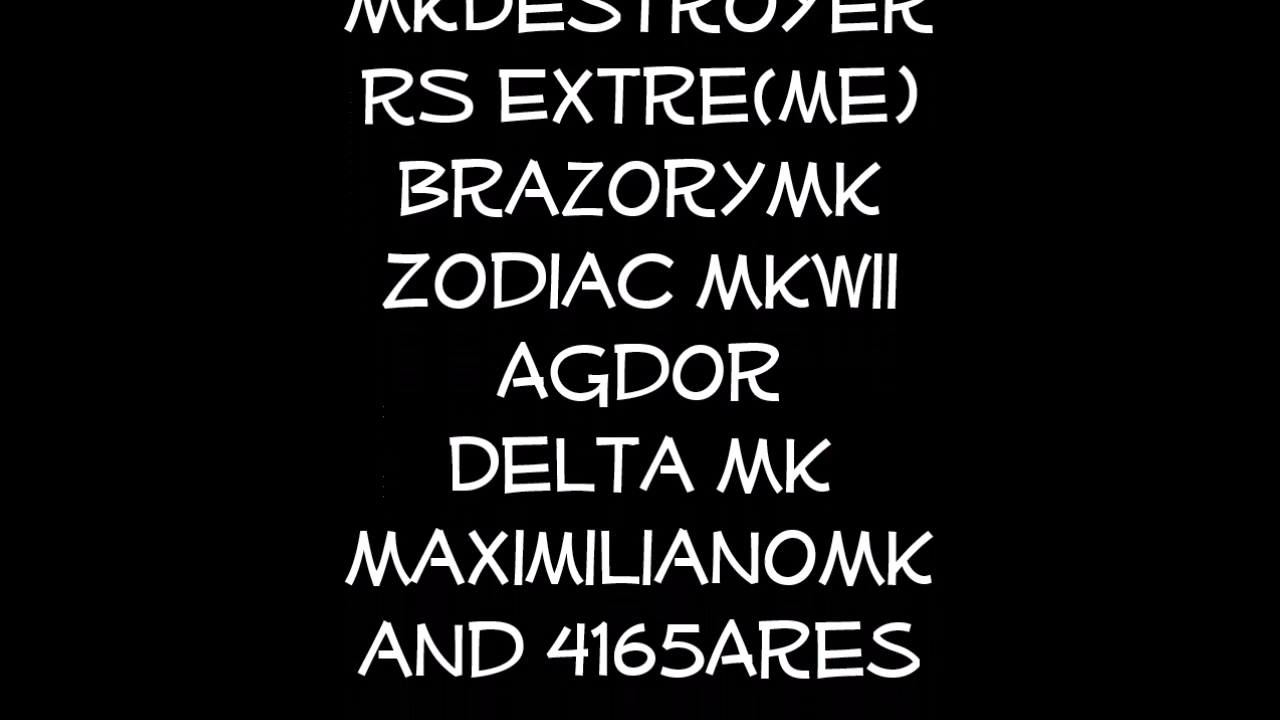 MKDESTROYER
RS EXTRE(ME)
BRAZORYMK
ZODIAC MKWII
AGDOR
DELTA MK
MAXIMILIANOMK
AND 4165ARES